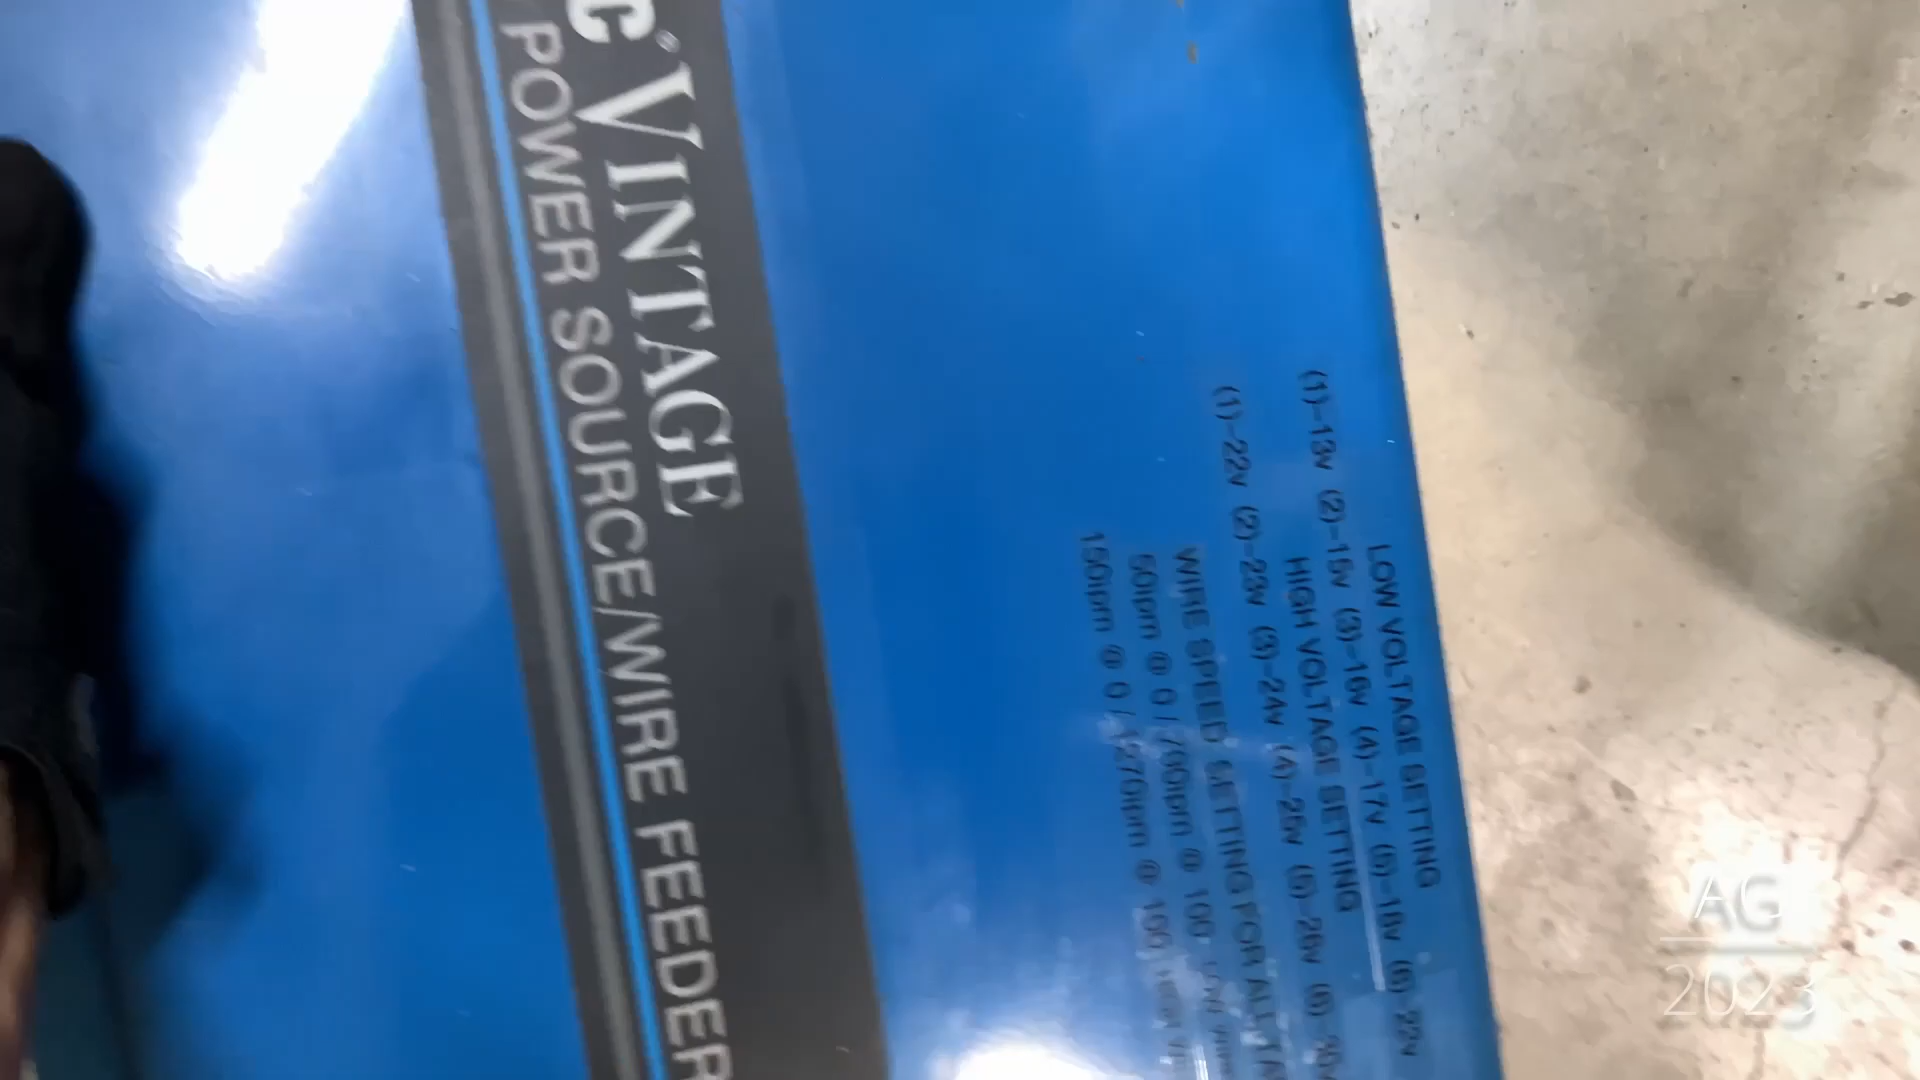 c® VINTAGE
POWER SOURCE/WIRE FEEDER
LOW VOLTAGE SETTING
(1)-13v (2)-15v (3)-16v (4)-17v (5)-18v (6)-22v
HIGH VOLTAGE SETTING
(1)-22v (2)-23v (3)-24v (4)-25v (5)-26v (6)
WIRE SPEED SETTING FOR ALL
50ipm @ 0 / 700ipm @ 100
150ipm @ 0 / 1270ipm @ 100
AG
2023